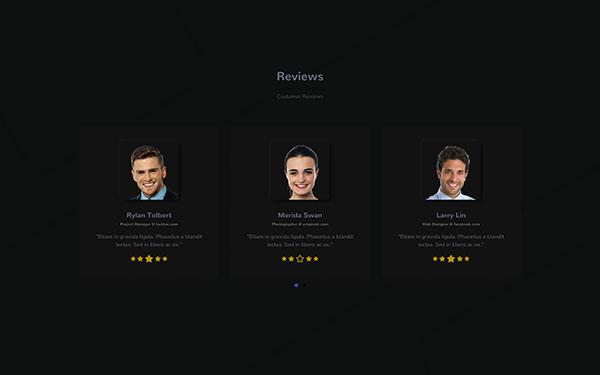 Reviews
Customer Reviews
Rylan Tolbert
Project Manager @ twitter.com
"Etiam in gravida ligula. Phasellus a blandit
lectus. Sed in libero ac ex."
Merida Swan
Photographer @ unsplash.com
"Etiam in gravida ligula. Phasellus a blandit
lectus. Sed in libero ac ex."
Larry Lin
Web Designer @ facebook.com
"Etiam in gravida ligula. Phasellus a blandit
lectus. Sed in libero ac ex."